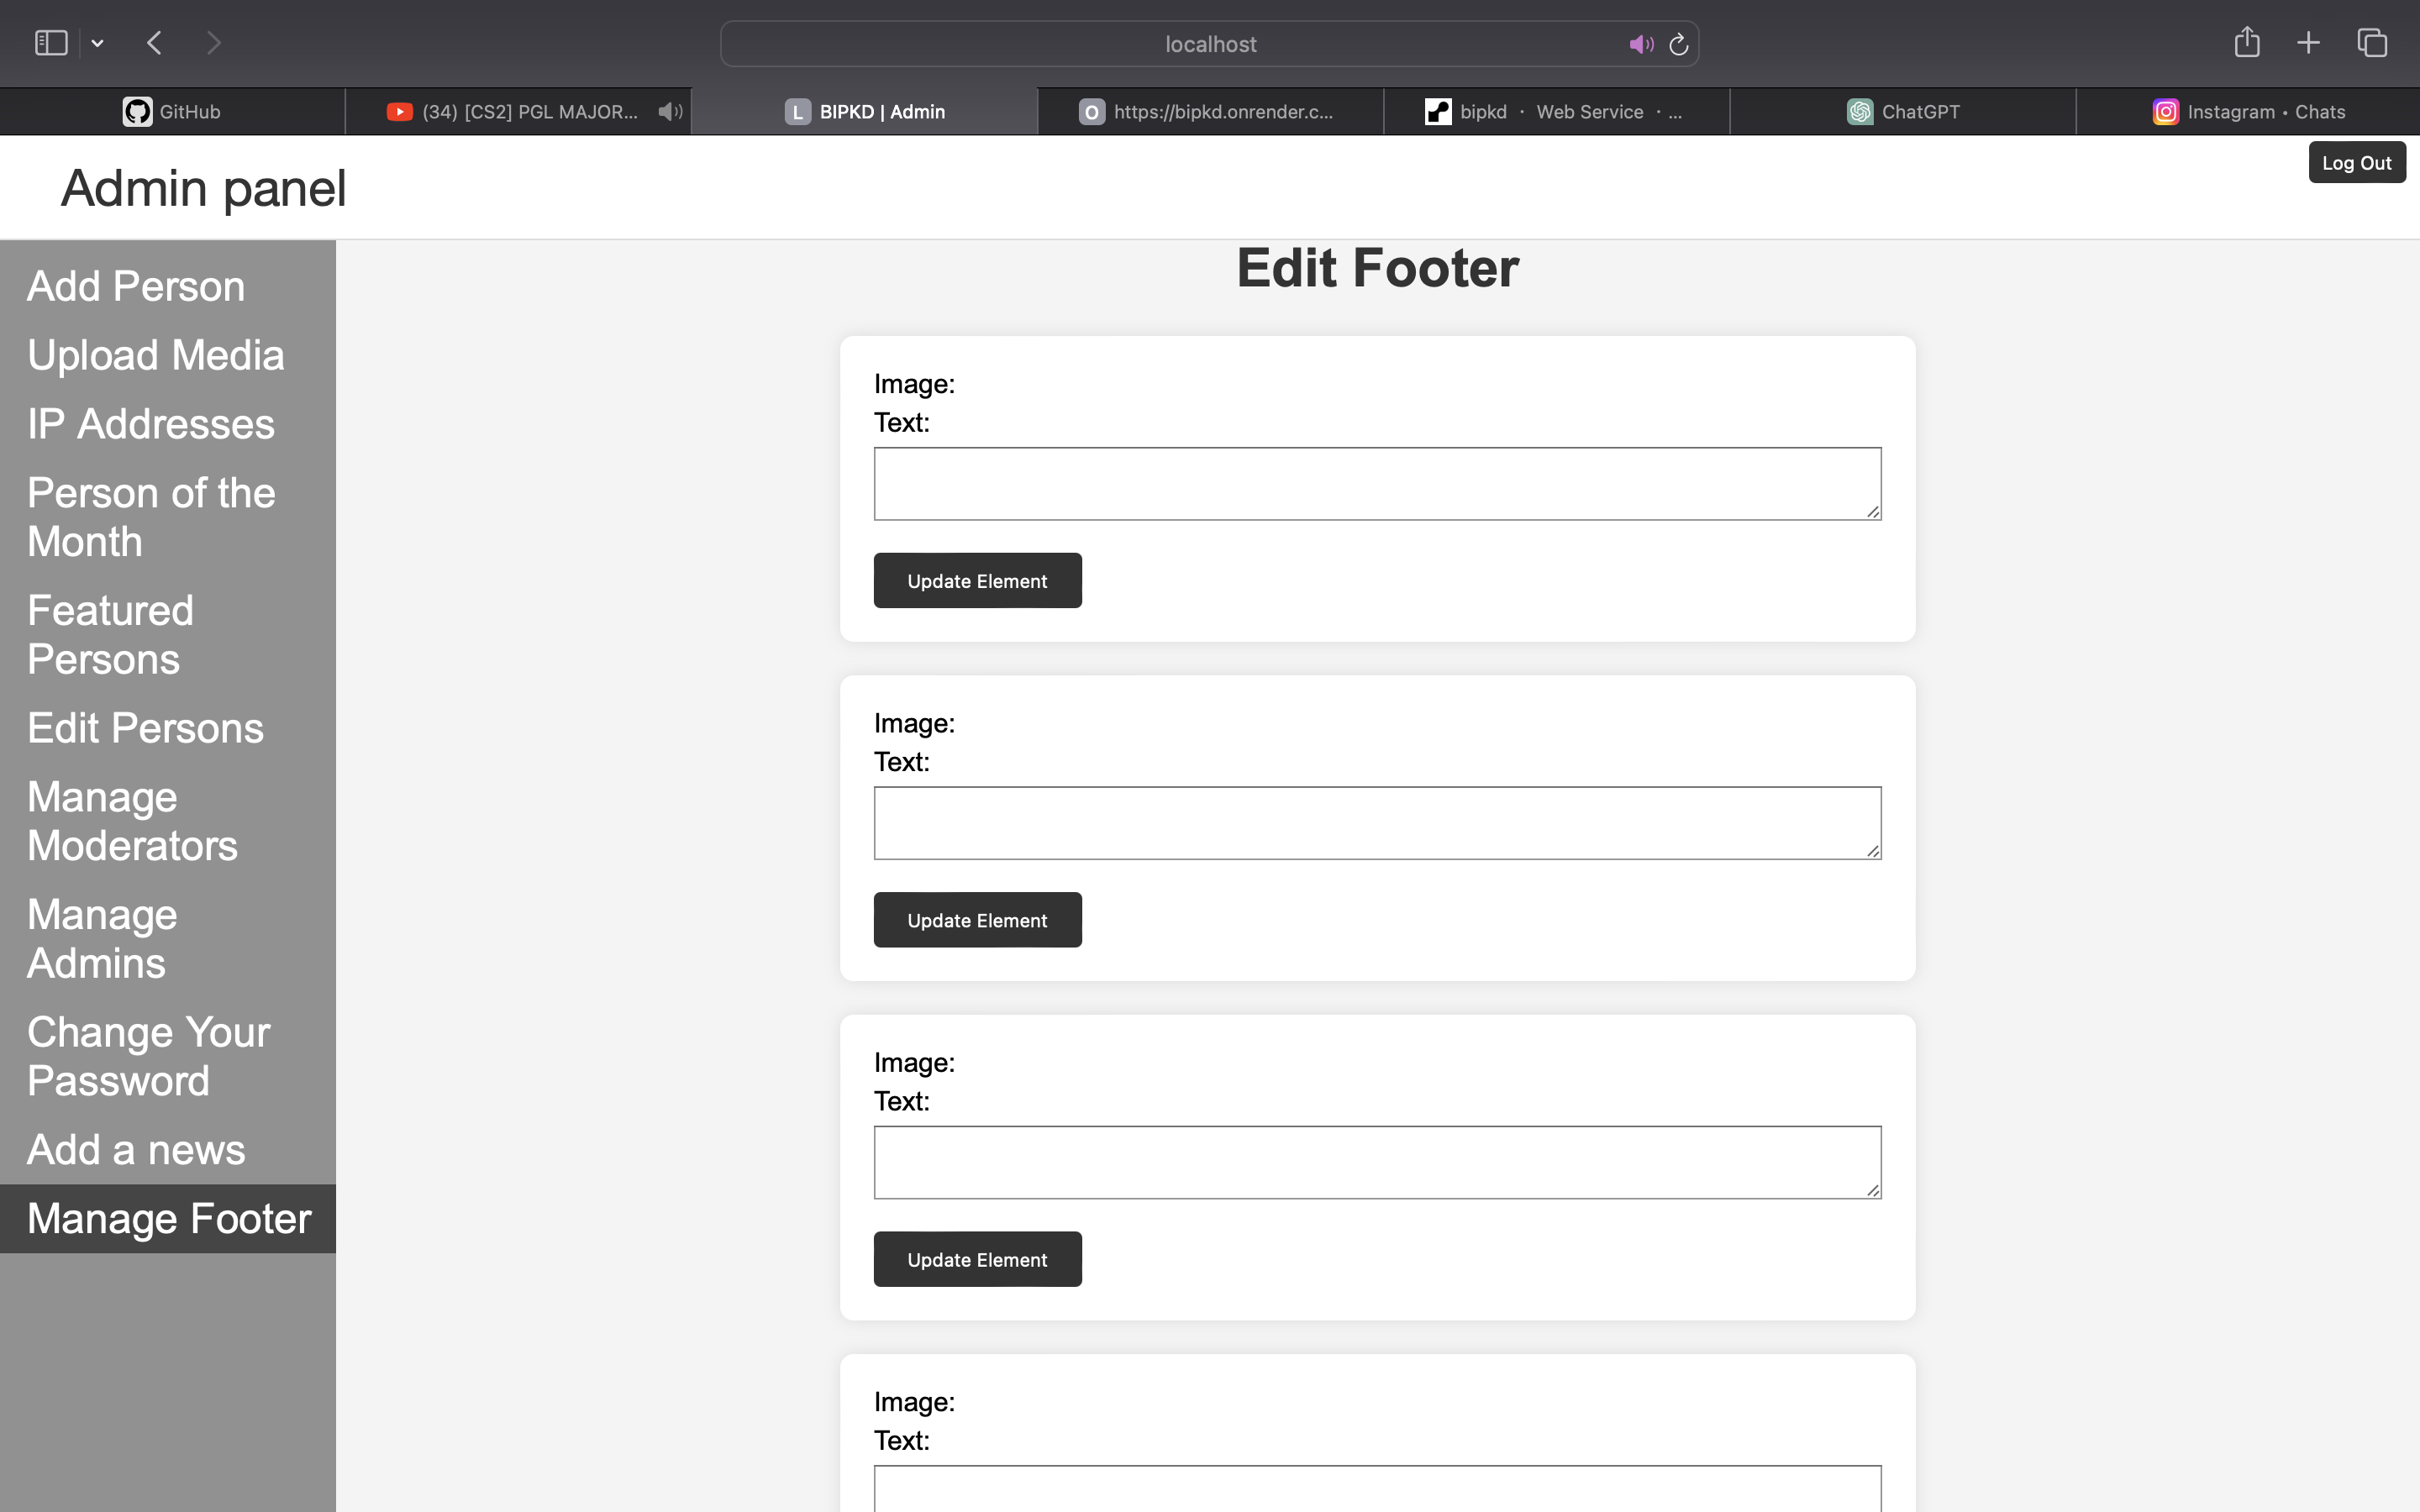 localhost
GitHub
(34) [CS2] PGL MAJOR...
L BIPKD | Admin
O https://bipkd.onrender.c...
bipkd · Web Service · ...
ChatGPT
Instagram • Chats
Admin panel
Log Out
Add Person
Upload Media
IP Addresses
Person of the
Month
Featured
Persons
Edit Persons
Manage
Moderators
Manage
Admins
Change Your
Password
Add a news
Manage Footer
Edit Footer
Image:
Text:
Update Element
Image:
Text:
Update Element
Image:
Text:
Update Element
Image:
Text: